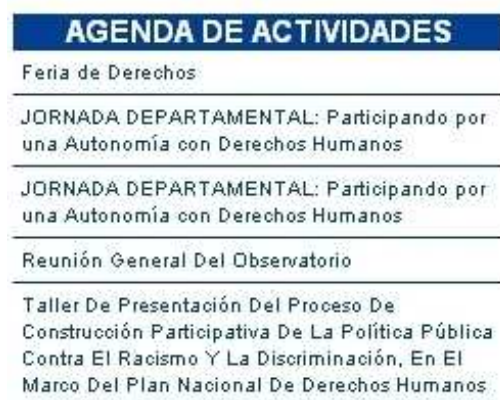 AGENDA DE ACTIVIDADES
Feria de Derechos
JORNADA DEPARTAMENTAL: Participando por
una Autonomía con Derechos Humanos
JORNADA DEPARTAMENTAL: Participando por
una Autonomía con Derechos Humanos
Reunión General Del Observatorio
Taller De Presentación Del Proceso De
Construcción Participativa De La Política Pública
Contra El Racismo Y La Discriminación, En El
Marco Del Plan Nacional De Derechos Humanos